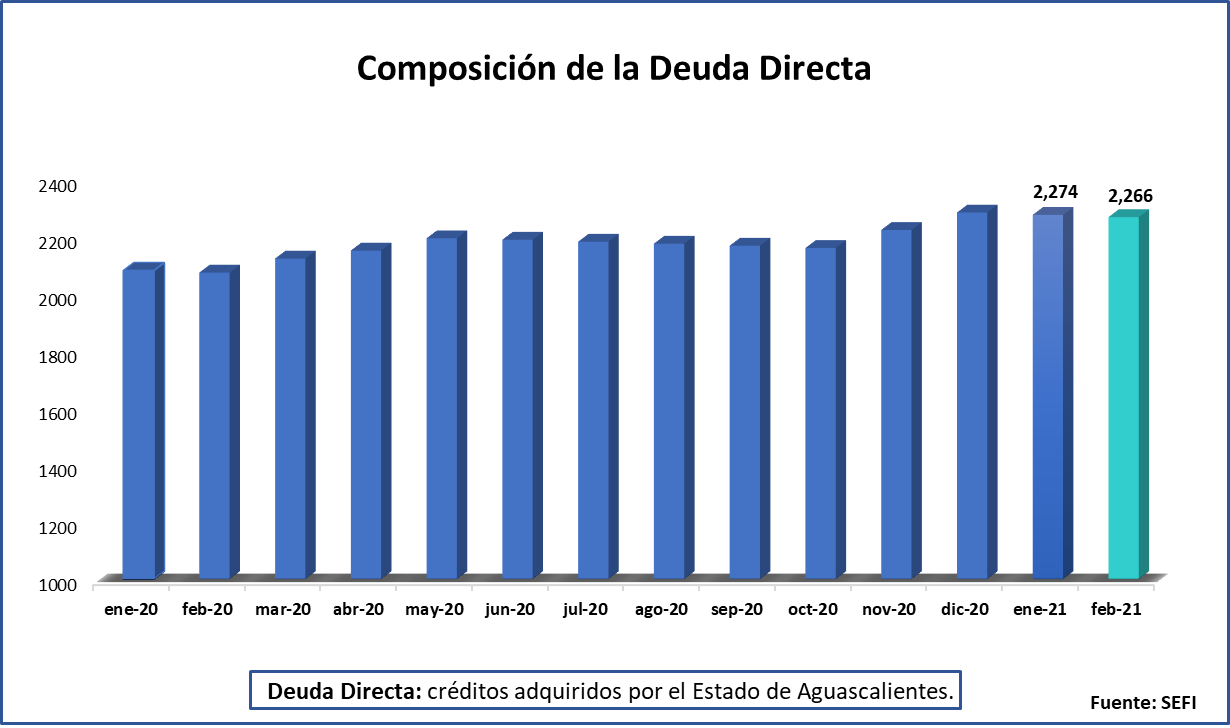 Composición de la Deuda Directa
2400
2200
2000
1800
1600
1400
1200
1000
2,274
2,266
ene-20 feb-20 mar-20 abr-20 may-20 jun-20 jul-20 ago-20 sep-20 oct-20 nov-20 dic-20 ene-21 feb-21
Deuda Directa: créditos adquiridos por el Estado de Aguascalientes.
Fuente: SEFI